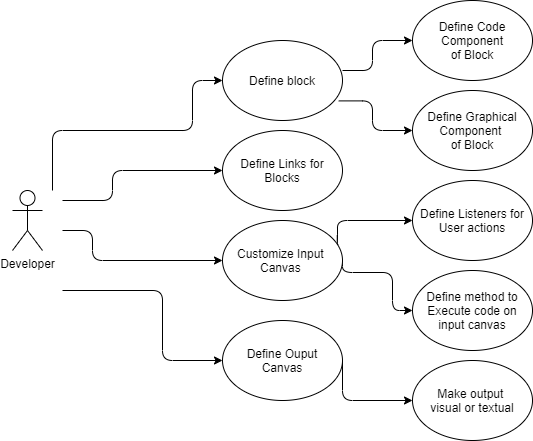 Developer
Define block
Define Code
Component
of Block
Define Graphical
Component
of Block
Define Links for
Blocks
Customize Input
Canvas
Define Listeners for
User actions
Define method to
Execute code on
input canvas
Define Ouput
Canvas
Make output
visual or textual